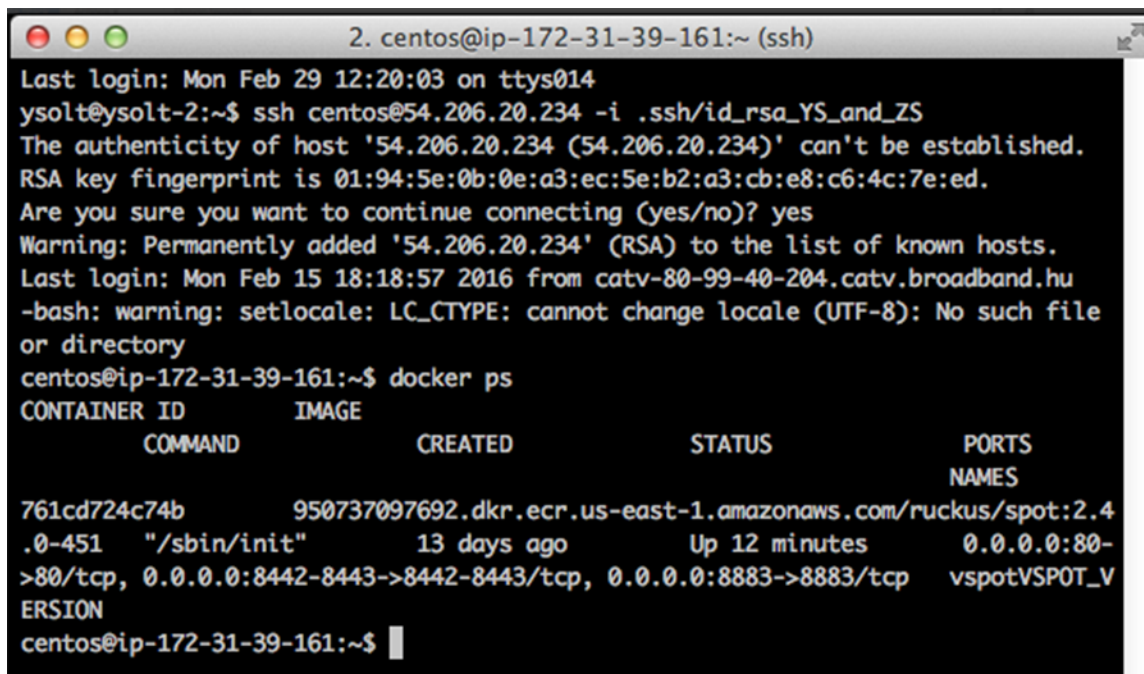 2. centos@ip-172-31-39-161:~ (ssh)
Last login: Mon Feb 29 12:20:03 on ttys014
ysolt@ysolt-2:~$ ssh centos@54.206.20.234 -i .ssh/id_rsa_YS_and_ZS
The authenticity of host '54.206.20.234 (54.206.20.234)' can't be established.
RSA key fingerprint is 01:94:5e:0b:0e:a3:ec:5e:b2:a3:cb:e8:c6:4c:7e:ed.
Are you sure you want to continue connecting (yes/no)? yes
Warning: Permanently added '54.206.20.234' (RSA) to the list of known hosts.
Last login: Mon Feb 15 18:18:57 2016 from catv-80-99-40-204.catv.broadband.hu
-bash: warning: setlocale: LC_CTYPE: cannot change locale (UTF-8): No such file
or directory
centos@ip-172-31-39-161:~$ docker ps
CONTAINER ID        IMAGE
        COMMAND             CREATED             STATUS              PORTS
                                                                    NAMES
761cd724c74b        950737097692.dkr.ecr.us-east-1.amazonaws.com/ruckus/spot:2.4
.0-451   "/sbin/init"        13 days ago         Up 12 minutes       0.0.0.0:80-
>80/tcp, 0.0.0.0:8442-8443->8442-8443/tcp, 0.0.0.0:8883->8883/tcp   vspotVSPOT_V
ERSION
centos@ip-172-31-39-161:~$